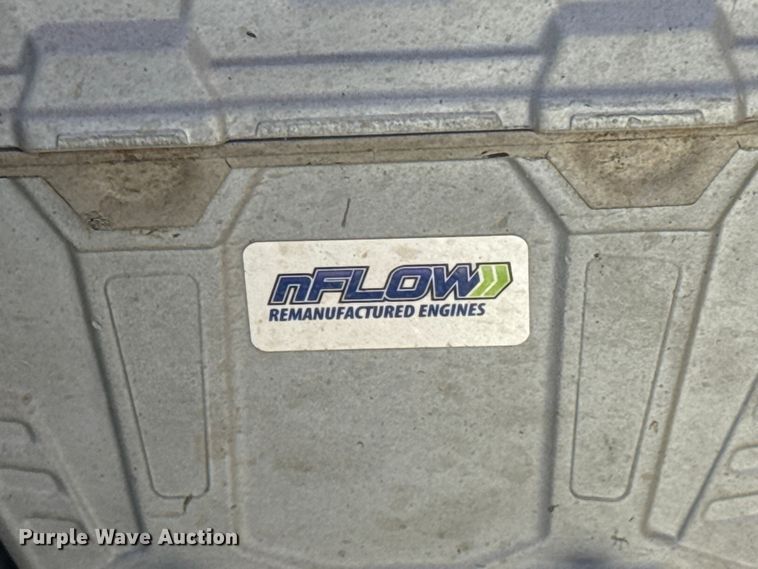 nFLOW
REMANUFACTURED ENGINES
Purple Wave Auction